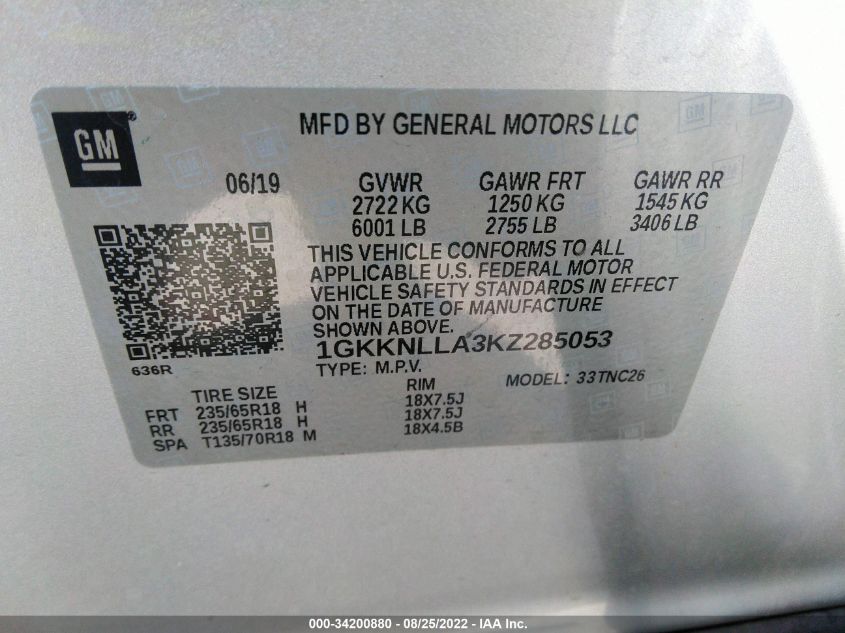 GM
MFD BY GENERAL MOTORS LLC
06/19 GVWR GAWR FRT GAWR RR
2722 KG 1250 KG 1545 KG
6001 LB 2755 LB 3406 LB
THIS VEHICLE CONFORMS TO ALL
APPLICABLE U.S. FEDERAL MOTOR
VEHICLE SAFETY STANDARDS IN EFFECT
ON THE DATE OF MANUFACTURE
SHOWN ABOVE.
1GKKNLLA3KZ285053
636R
TYPE: M.P.V. MODEL: 33TNC26
TIRE SIZE RIM
FRT 235/65R18 H 18X7.5J
RR 235/65R18 H 18X7.5J
SPA T135/70R18 M 18X4.5B
000-34200880 - 08/25/2022 - IAA Inc.